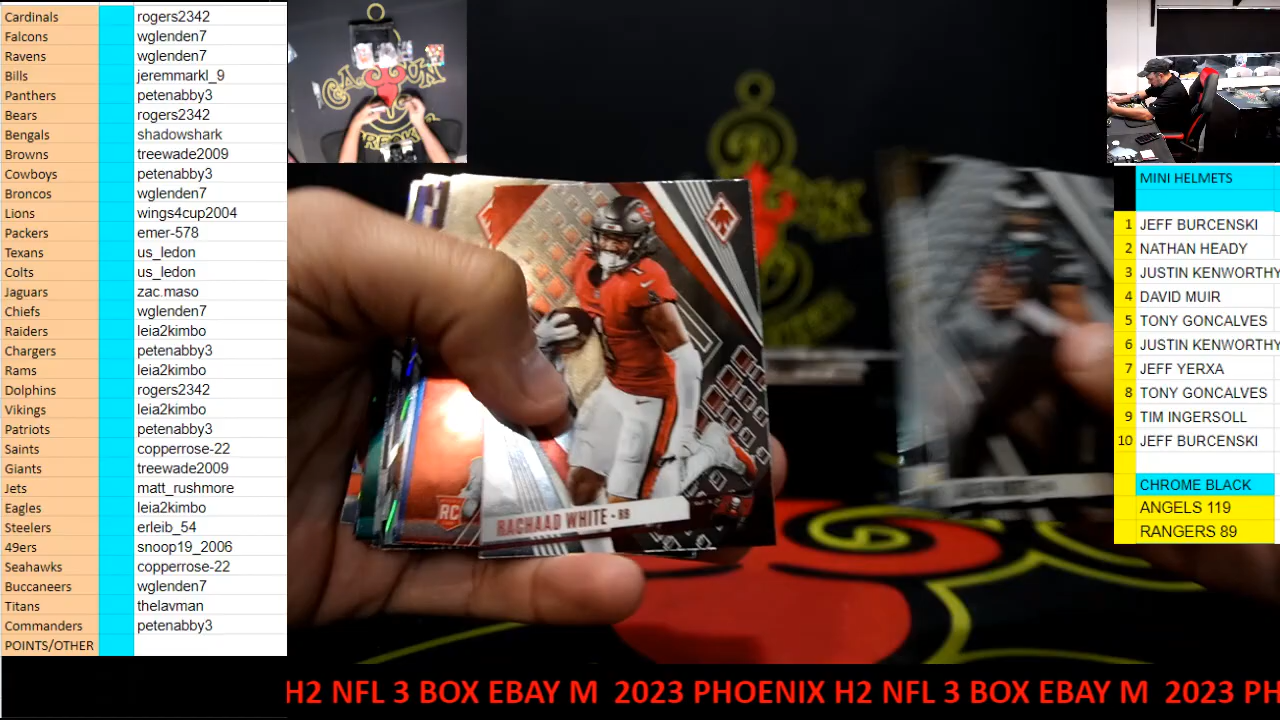 Cardinals rogers2342
Falcons wglenden7
Ravens wglenden7
Bills jeremmarkl_9
Panthers petenabby3
Bears rogers2342
Bengals shadowshark
Browns treewade2009
Cowboys petenabby3
Broncos wglenden7
Lions wings4cup2004
Packers emer-578
Texans us_ledon
Colts us_ledon
Jaguars zac.maso
Chiefs wglenden7
Raiders leia2kimbo
Chargers petenabby3
Rams leia2kimbo
Dolphins rogers2342
Vikings leia2kimbo
Patriots petenabby3
Saints copperrose-22
Giants treewade2009
Jets matt_rushmore
Eagles leia2kimbo
Steelers erleib_54
49ers snoop19_2006
Seahawks copperrose-22
Buccaneers wglenden7
Titans thelavman
Commanders petenabby3
POINTS/OTHER
RC
RACHAAD WHITE • RB
MINI HELMETS
1 JEFF BURCENSKI
2 NATHAN HEADY
3 JUSTIN KENWORTHY
4 DAVID MUIR
5 TONY GONCALVES
6 JUSTIN KENWORTHY
7 JEFF YERXA
8 TONY GONCALVES
9 TIM INGERSOLL
10 JEFF BURCENSKI
CHROME BLACK
ANGELS 119
RANGERS 89
H2 NFL 3 BOX EBAY M 2023 PHOENIX H2 NFL 3 BOX EBAY M 2023 PH